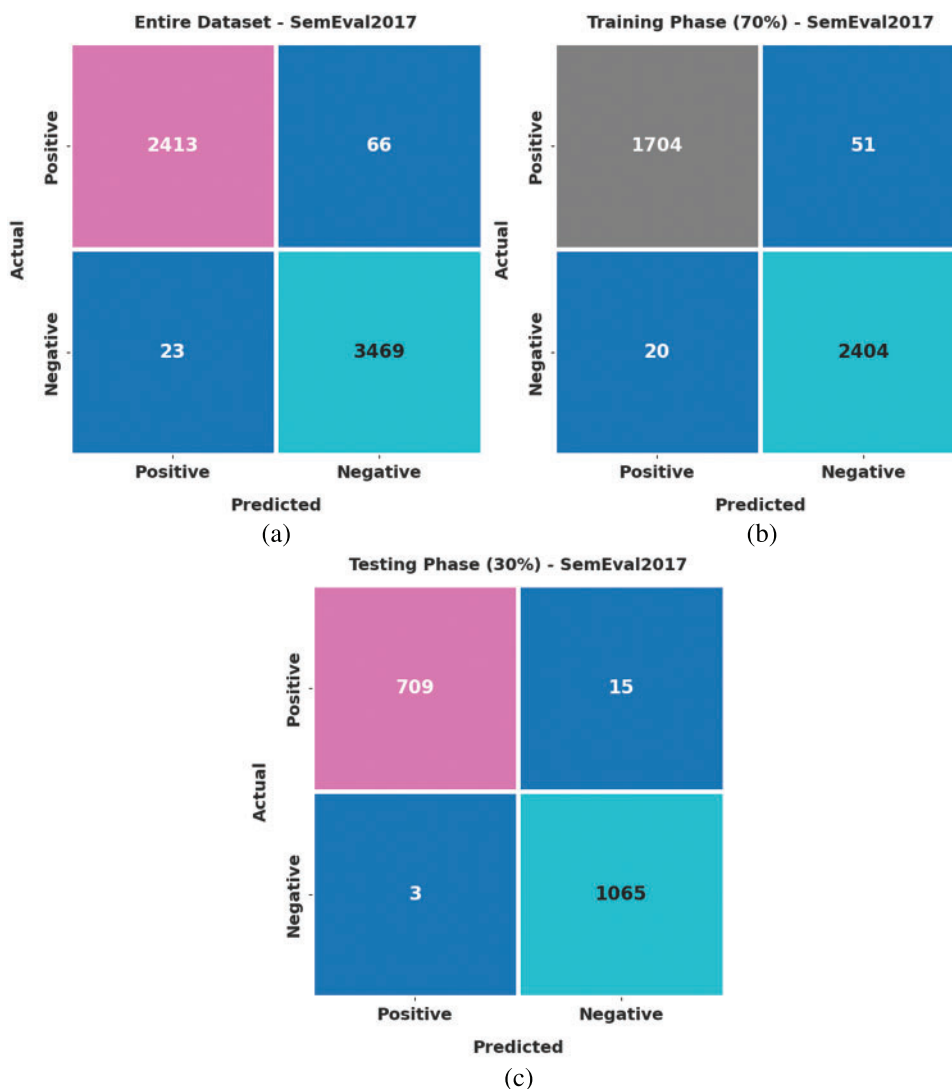 Entire Dataset - SemEval2017
Positive
2413
66
Actual
Negative
23
3469
Positive
Negative
Predicted
(a)
Training Phase (70%) - SemEval2017
Positive
1704
51
Actual
Negative
20
2404
Positive
Negative
Predicted
(b)
Testing Phase (30%) - SemEval2017
Positive
709
15
Actual
Negative
3
1065
Positive
Negative
Predicted
(c)